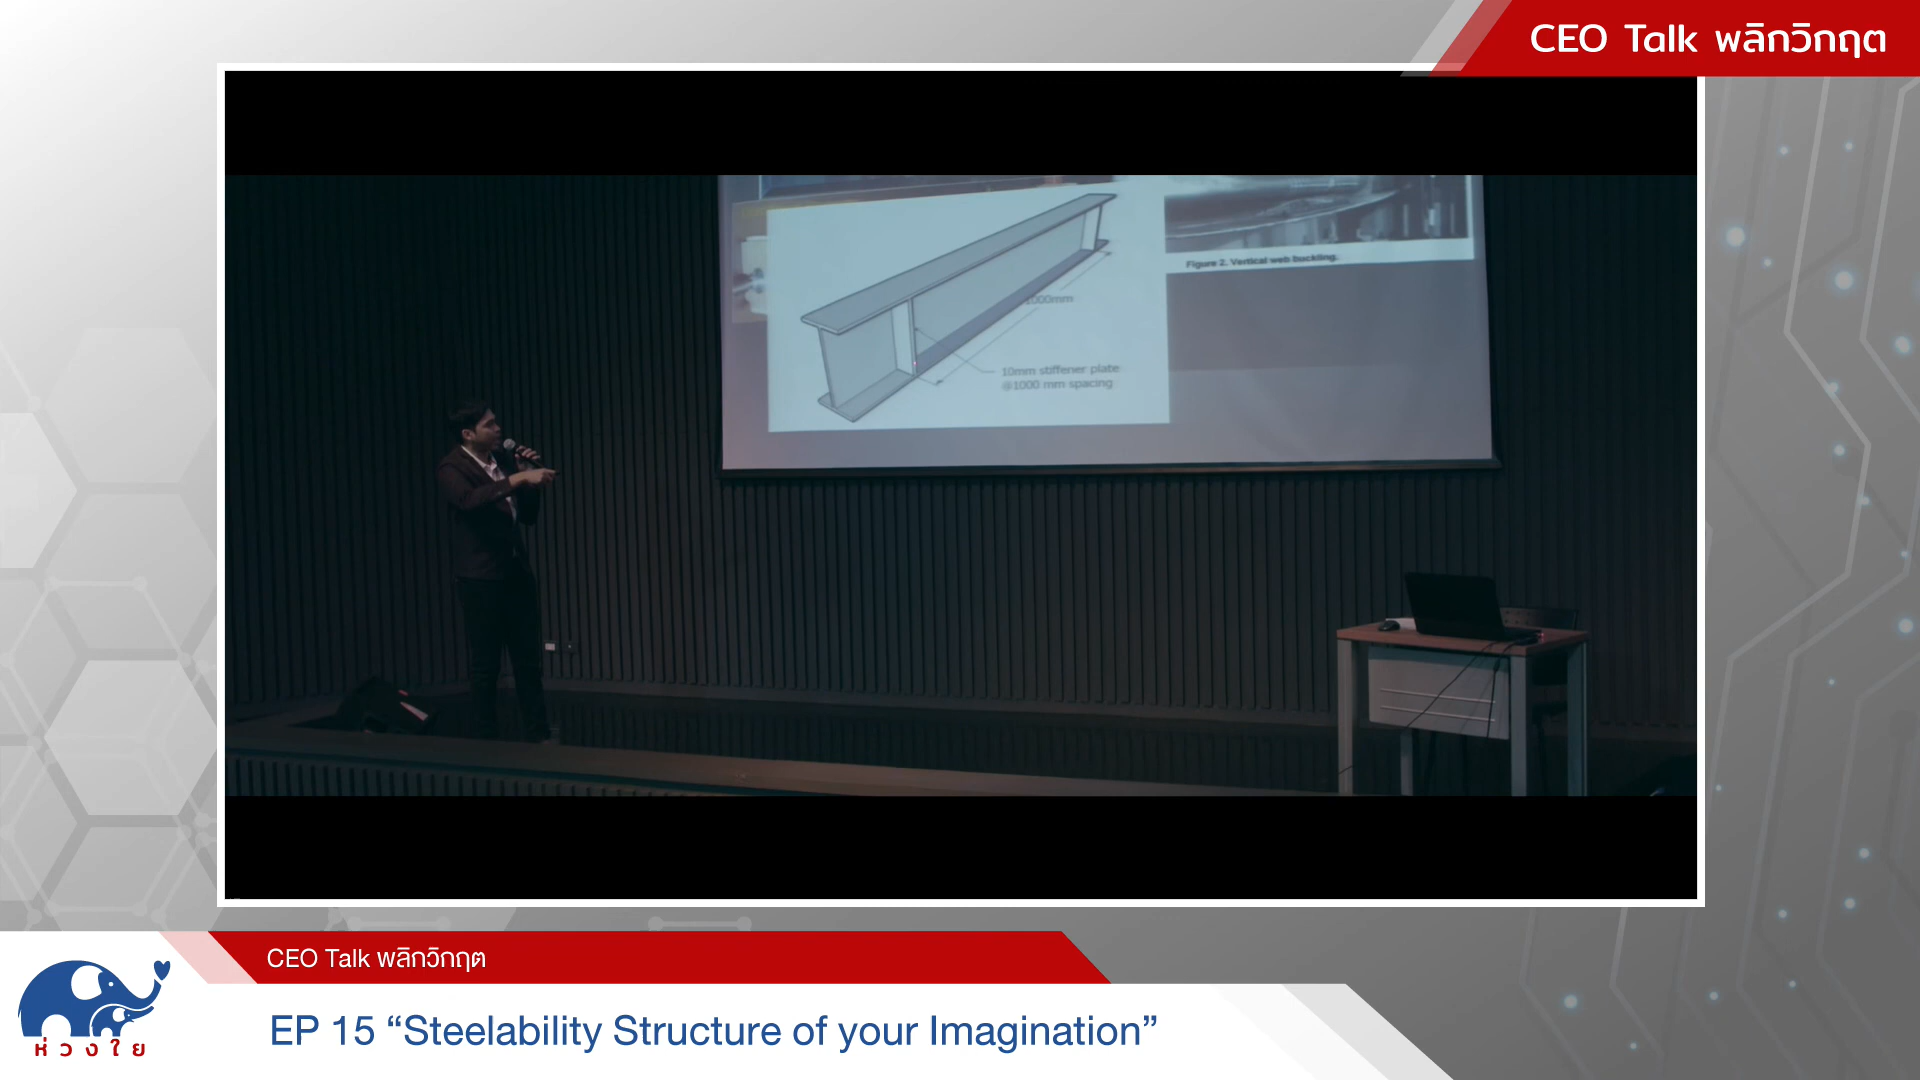 CEO Talk พลิกวิกฤต
Figure 2. Vertical web buckling.
1000mm
10mm stiffener plate
@1000 mm spacing
CEO Talk พลิกวิกฤต
EP 15 “Steelability Structure of your Imagination”
ห่วงใย